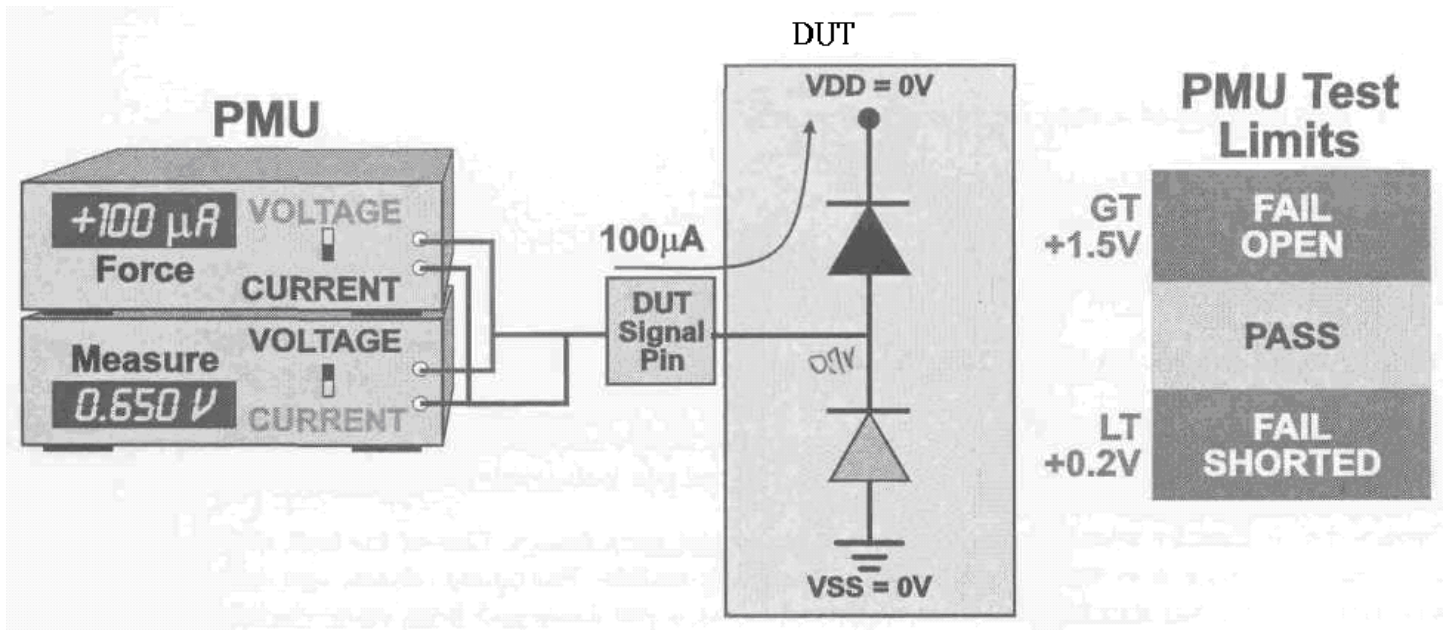 DUT
PMU
+100 µA
Force
VOLTAGE
CURRENT
Measure
0.650 V
VOLTAGE
CURRENT
100µA
DUT
Signal
Pin
VDD = 0V
VSS = 0V
PMU Test
Limits
GT
+1.5V
FAIL
OPEN
PASS
LT
+0.2V
FAIL
SHORTED